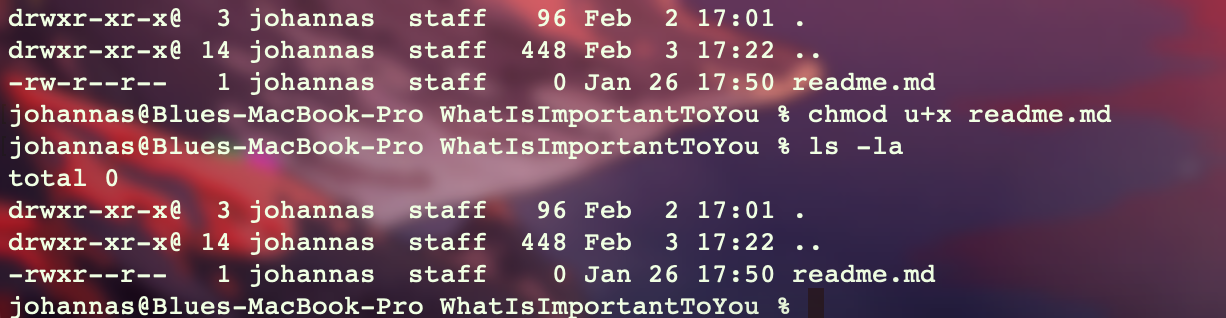 drwxr-xr-x@  3 johannas  staff   96 Feb  2 17:01 .
drwxr-xr-x@ 14 johannas  staff  448 Feb  3 17:22 ..
-rw-r--r--   1 johannas  staff    0 Jan 26 17:50 readme.md
johannas@Blues-MacBook-Pro WhatIsImportantToYou % chmod u+x readme.md
johannas@Blues-MacBook-Pro WhatIsImportantToYou % ls -la
total 0
drwxr-xr-x@  3 johannas  staff   96 Feb  2 17:01 .
drwxr-xr-x@ 14 johannas  staff  448 Feb  3 17:22 ..
-rwxr--r--   1 johannas  staff    0 Jan 26 17:50 readme.md
johannas@Blues-MacBook-Pro WhatIsImportantToYou %